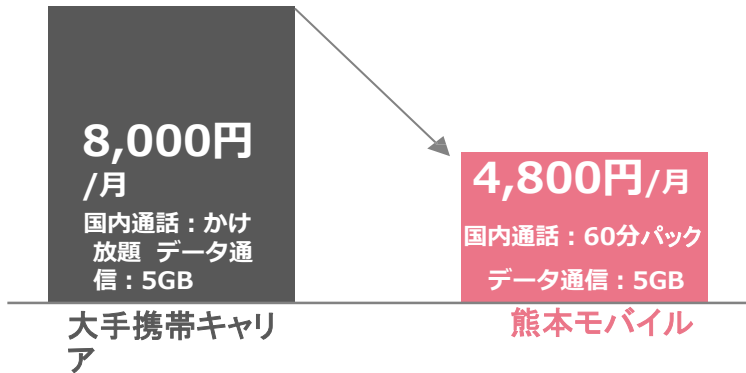 8,000円
/月
国内通話：かけ
放題 データ通
信：5GB
大手携帯キャリ
ア
4,800円/月
国内通話：60分パック
データ通信：5GB
熊本モバイル